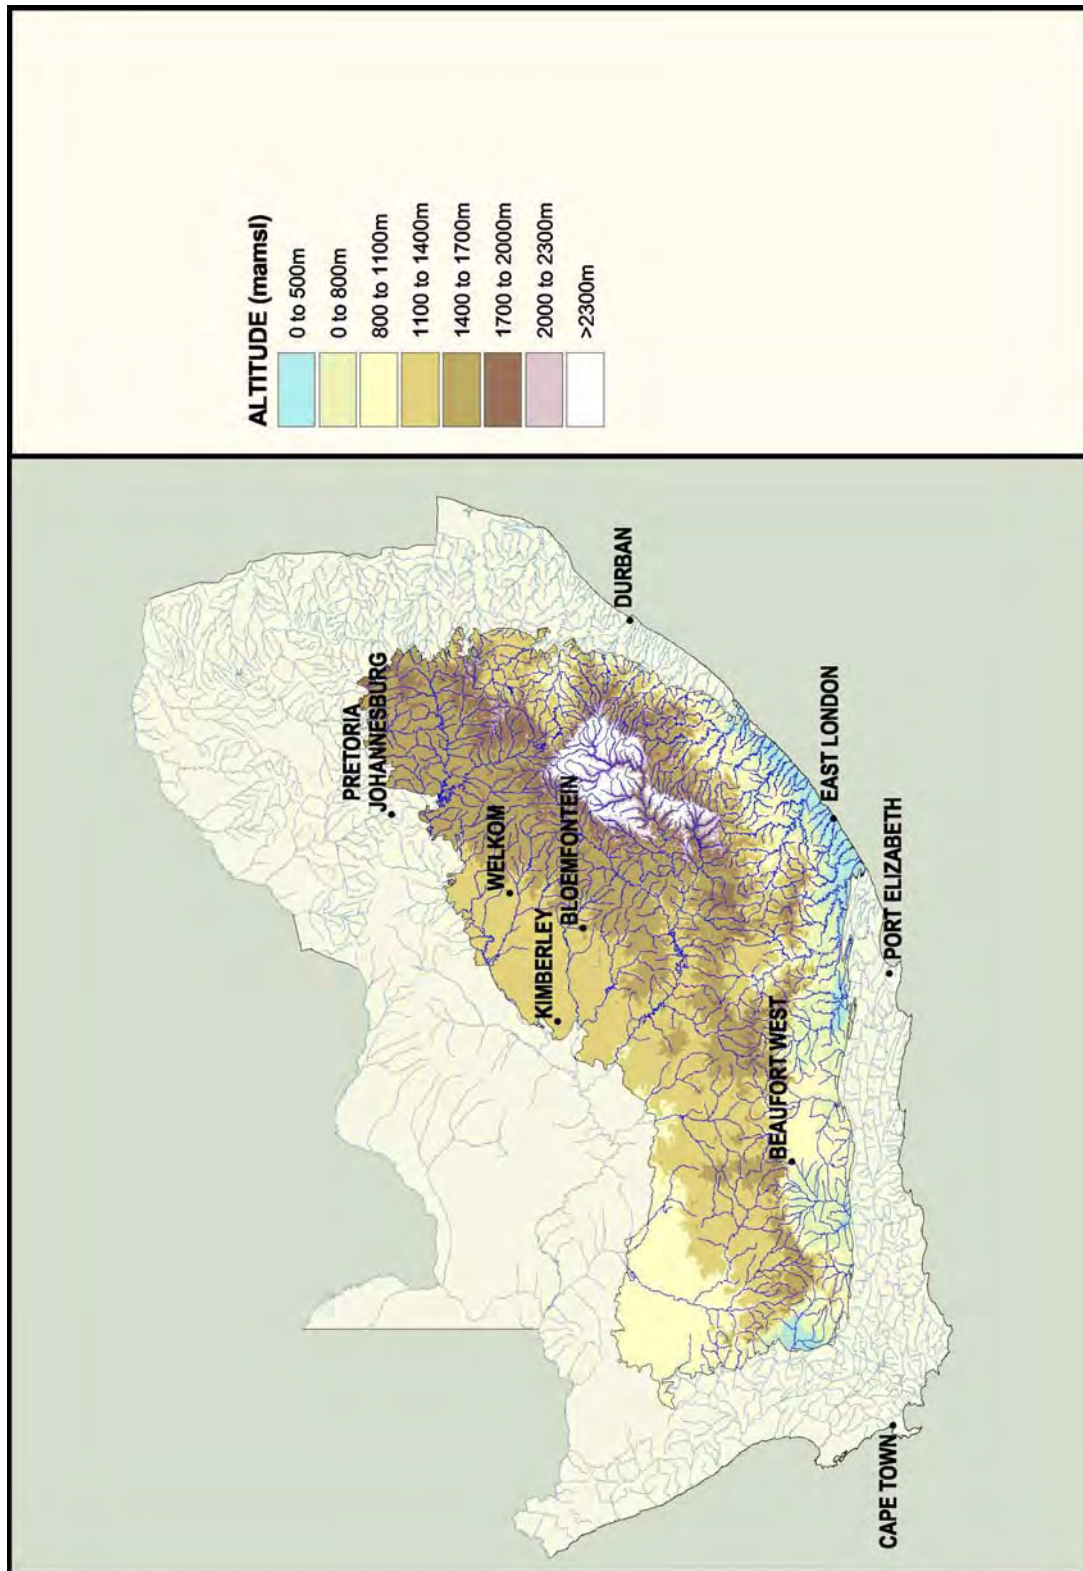 ALTITUDE (mamsl)
0 to 500m
0 to 800m
800 to 1100m
1100 to 1400m
1400 to 1700m
1700 to 2000m
2000 to 2300m
>2300m
PRETORIA
JOHANNESBURG
WELKOM
KIMBERLEY
BLOEMFONTEIN
DURBAN
EAST LONDON
PORT ELIZABETH
BEAUFORT WEST
CAPE TOWN